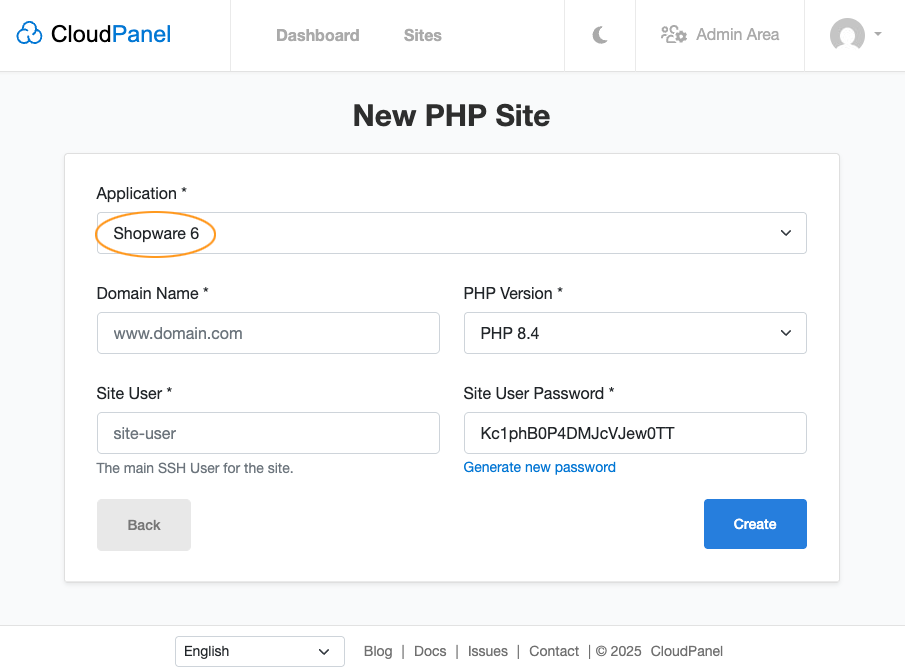 CloudPanel
Dashboard Sites Admin Area
New PHP Site
Application *
Shopware 6
Domain Name * PHP Version *
www.domain.com PHP 8.4
Site User * Site User Password *
site-user Kc1phB0P4DMJcVJew0TT
The main SSH User for the site. Generate new password
Back Create
English Blog | Docs | Issues | Contact | © 2025 CloudPanel